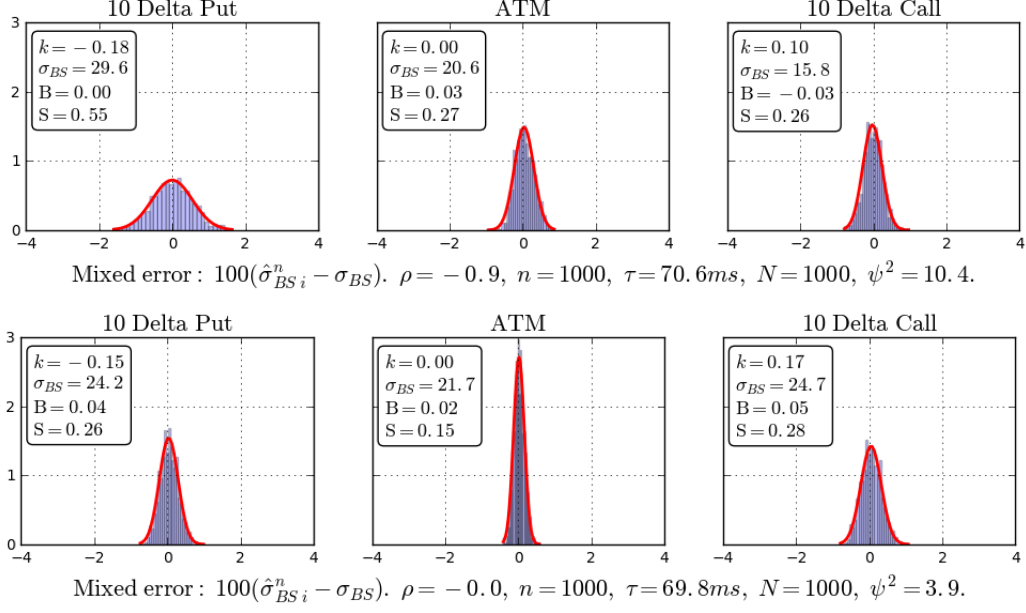 10 Delta Put ATM 10 Delta Call
3 2 1 0
k = −0.18
σ_BS = 29.6
B = 0.00
S = 0.55
k = 0.00
σ_BS = 20.6
B = 0.03
S = 0.27
k = 0.10
σ_BS = 15.8
B = −0.03
S = 0.26
−4 −2 0 2 4 −4 −2 0 2 4 −4 −2 0 2 4
Mixed error : 100(σ̂ⁿ_BS i − σ_BS). ρ = −0.9, n = 1000, τ = 70.6ms, N = 1000, ψ² = 10.4.
10 Delta Put ATM 10 Delta Call
3 2 1 0
k = −0.15
σ_BS = 24.2
B = 0.04
S = 0.26
k = 0.00
σ_BS = 21.7
B = 0.02
S = 0.15
k = 0.17
σ_BS = 24.7
B = 0.05
S = 0.28
−4 −2 0 2 4 −4 −2 0 2 4 −4 −2 0 2 4
Mixed error : 100(σ̂ⁿ_BS i − σ_BS). ρ = −0.0, n = 1000, τ = 69.8ms, N = 1000, ψ² = 3.9.